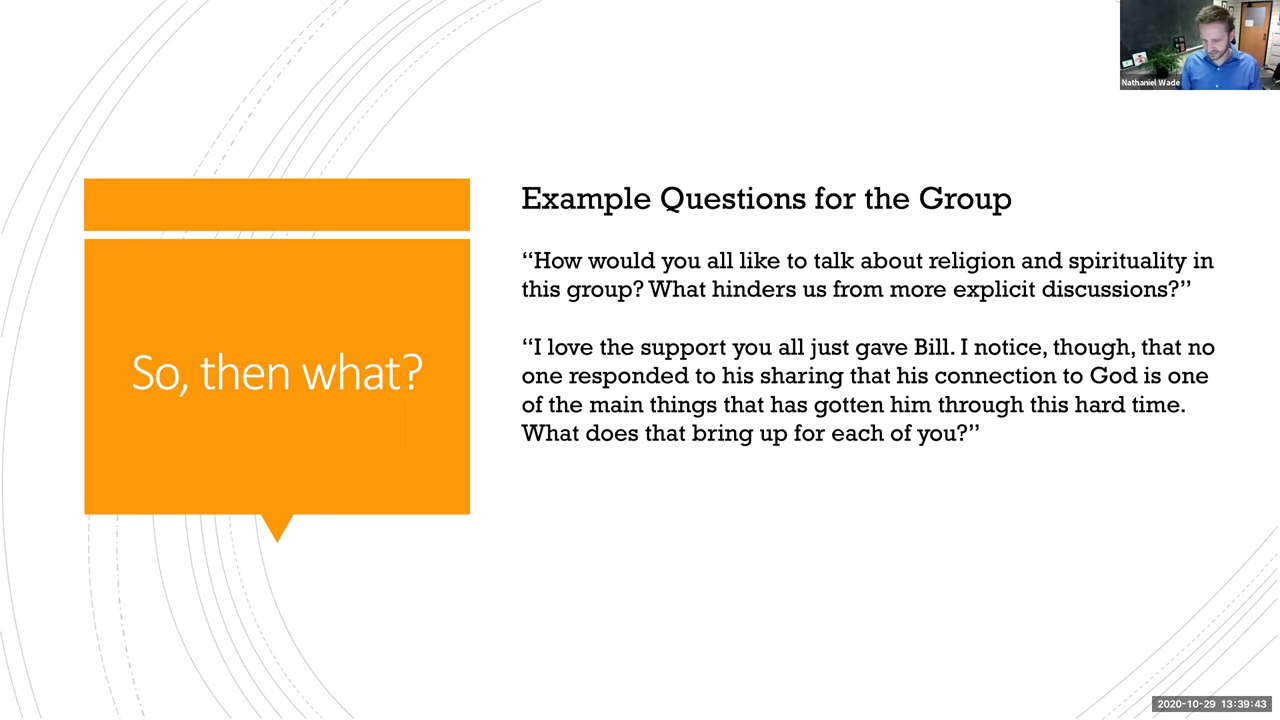 Nathaniel Wade
So, then what?
Example Questions for the Group
“How would you all like to talk about religion and spirituality in
this group? What hinders us from more explicit discussions?”
“I love the support you all just gave Bill. I notice, though, that no
one responded to his sharing that his connection to God is one
of the main things that has gotten him through this hard time.
What does that bring up for each of you?”
2020-10-29 13:39:43